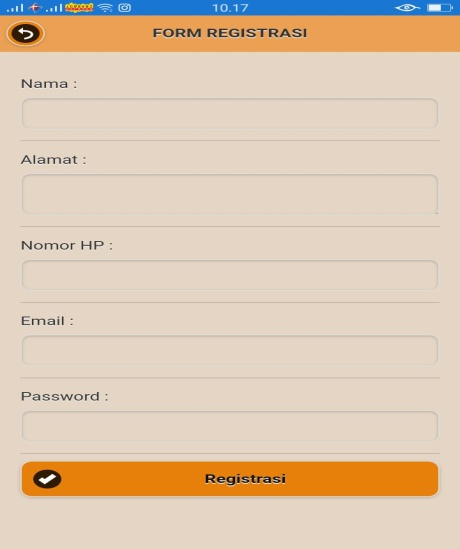 10.17
FORM REGISTRASI
Nama :
Alamat :
Nomor HP :
Email :
Password :
Registrasi